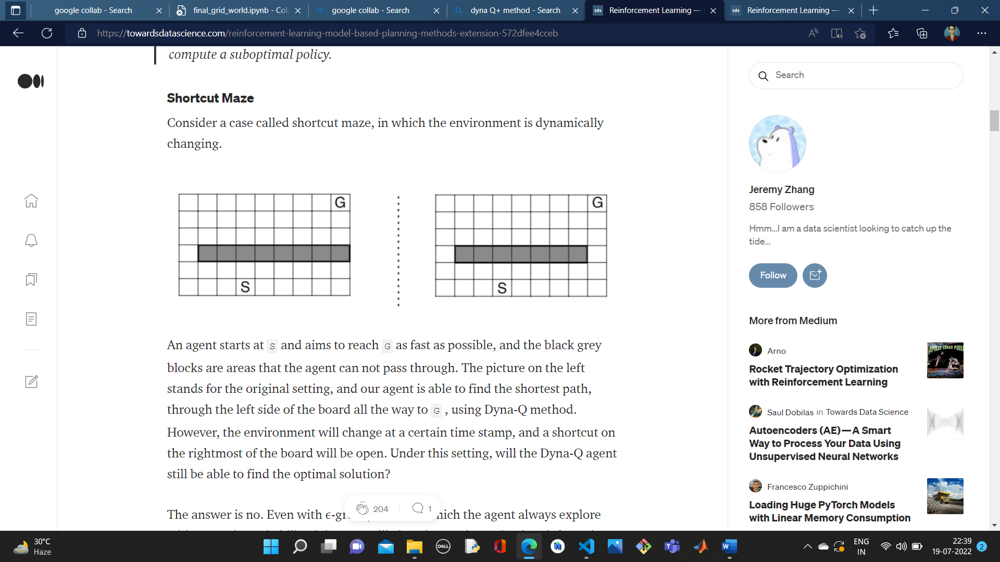 google collab - Search
final_grid_world.ipynb - Col
google collab - Search
dyna Q+ method - Search
tds
Reinforcement Learning —
tds
Reinforcement Learning —
https://towardsdatascience.com/reinforcement-learning-model-based-planning-methods-extension-572dfee4cceb
compute a suboptimal policy.
Shortcut Maze
Consider a case called shortcut maze, in which the environment is dynamically
changing.
G
S
G
S
An agent starts at S and aims to reach G as fast as possible, and the black grey
blocks are areas that the agent can not pass through. The picture on the left
stands for the original setting, and our agent is able to find the shortest path,
through the left side of the board all the way to G , using Dyna-Q method.
However, the environment will change at a certain time stamp, and a shortcut on
the rightmost of the board will be open. Under this setting, will the Dyna-Q agent
still be able to find the optimal solution?
204
1
The answer is no. Even with ϵ-gr hich the agent always explore
Search
Jeremy Zhang
858 Followers
Hmm...I am a data scientist looking to catch up the
tide...
Follow
More from Medium
Arno
Rocket Trajectory Optimization
with Reinforcement Learning
APOLLO LUNAR MODU
Saul Dobilas in Towards Data Science
Autoencoders (AE) — A Smart
Way to Process Your Data Using
Unsupervised Neural Networks
Francesco Zuppichini
Loading Huge PyTorch Models
with Linear Memory Consumption
30°C
Haze
DELL
ENG
IN
22:39
19-07-2022
2